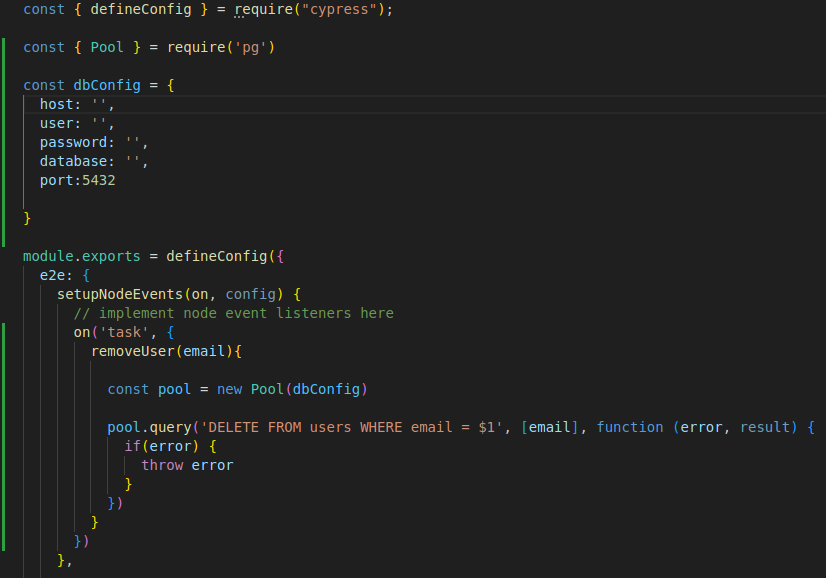 const { defineConfig } = require("cypress");
const { Pool } = require('pg')
const dbConfig = {
host: '',
user: '',
password: '',
database: '',
port:5432
}
module.exports = defineConfig({
e2e: {
setupNodeEvents(on, config) {
// implement node event listeners here
on('task', {
removeUser(email){
const pool = new Pool(dbConfig)
pool.query('DELETE FROM users WHERE email = $1', [email], function (error, result) {
if(error) {
throw error
}
})
}
})
},